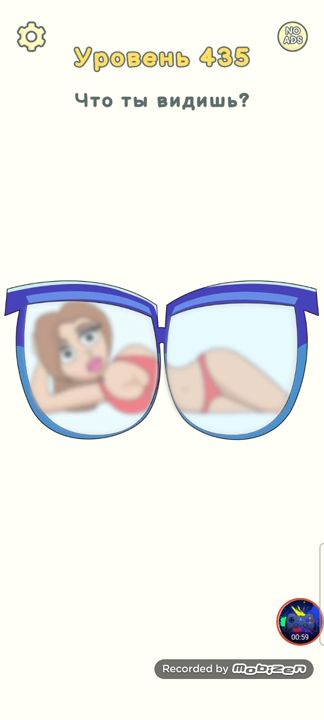 NO
ADS
Уровень 435
Что ты видишь?
00:59
Recorded by mobizen